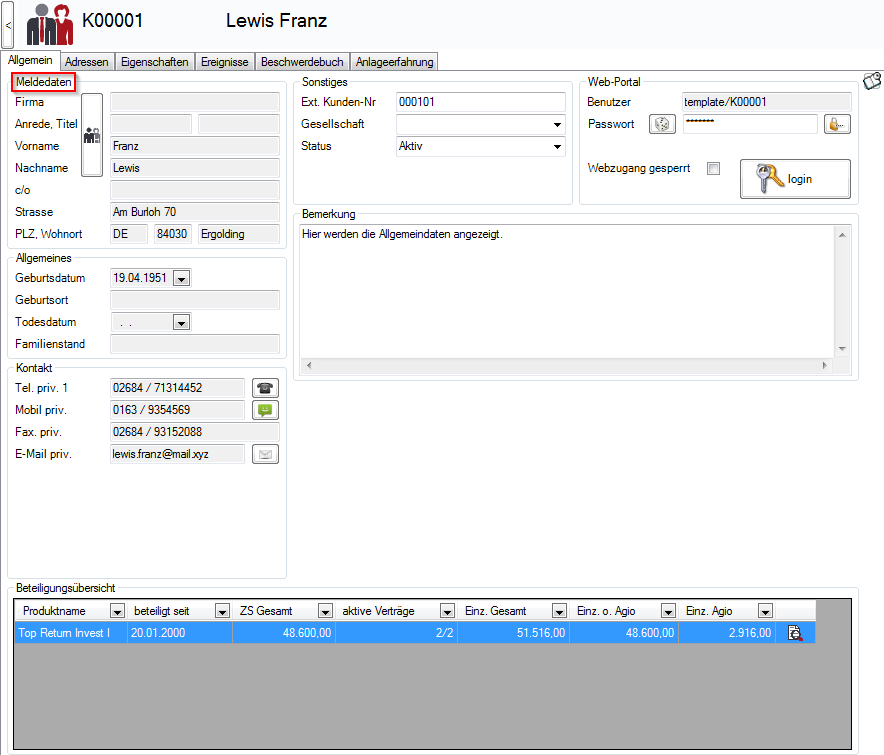 < K00001 Lewis Franz
Allgemein Adressen Eigenschaften Ereignisse Beschwerdebuch Anlageerfahrung
Meldedaten
Firma
Anrede, Titel
Vorname Franz
Nachname Lewis
c/o
Strasse Am Burloh 70
PLZ, Wohnort DE 84030 Ergolding
Allgemeines
Geburtsdatum 19.04.1951
Geburtsort
Todesdatum . .
Familienstand
Kontakt
Tel. priv. 1 02684 / 71314452
Mobil priv. 0163 / 9354569
Fax. priv. 02684 / 93152088
E-Mail priv. lewis.franz@mail.xyz
Sonstiges
Ext. Kunden-Nr 000101
Gesellschaft
Status Aktiv
Web-Portal
Benutzer template/K00001
Passwort *******
Webzugang gesperrt login
Bemerkung
Hier werden die Allgemeindaten angezeigt.
Beteiligungsübersicht
Produktname beteiligt seit ZS Gesamt aktive Verträge Einz. Gesamt Einz. o. Agio Einz. Agio
Top Return Invest I 20.01.2000 48.600,00 2/2 51.516,00 48.600,00 2.916,00